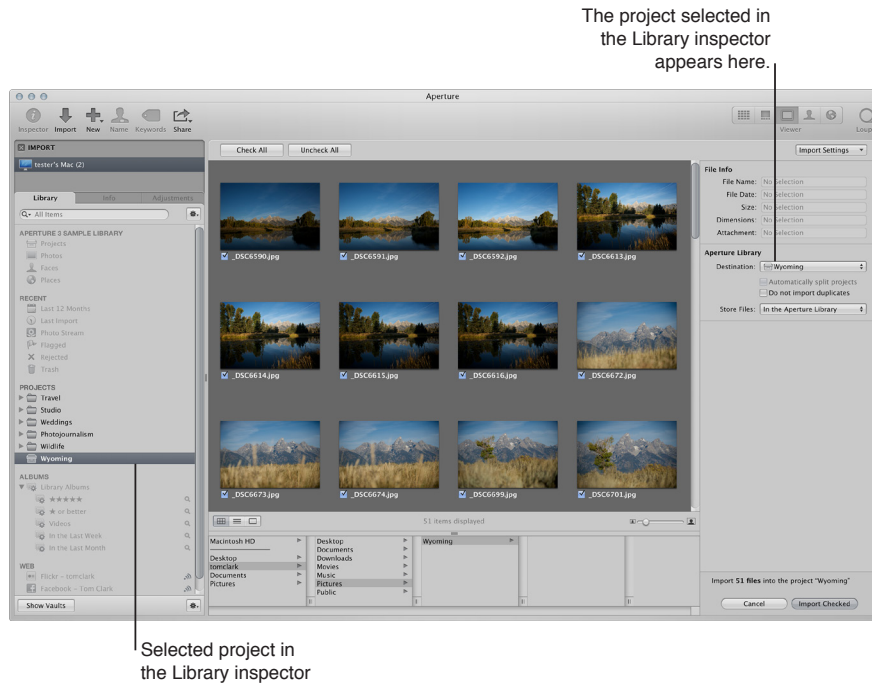 The project selected in
the Library inspector
appears here.
Aperture
Inspector Import New Name Keywords Share
Viewer
Loup
IMPORT
tester's Mac (2)
Library Info Adjustments
All Items
APERTURE 3 SAMPLE LIBRARY
Projects
Photos
Faces
Places
RECENT
Last 12 Months
Last Import
Photo Stream
Flagged
Rejected
Trash
PROJECTS
Travel
Studio
Weddings
Photojournalism
Wildlife
Wyoming
ALBUMS
Library Albums
★★★★★
★ or better
Videos
In the Last Week
In the Last Month
WEB
Flickr – tomclark
Facebook – Tom Clark
Show Vaults
Check All Uncheck All
_DSC6590.jpg _DSC6591.jpg _DSC6592.jpg _DSC6613.jpg
_DSC6614.jpg _DSC6615.jpg _DSC6616.jpg _DSC6672.jpg
_DSC6673.jpg _DSC6674.jpg _DSC6699.jpg _DSC6701.jpg
51 items displayed
Macintosh HD
Desktop
tomclark
Documents
Pictures
Desktop
Documents
Downloads
Movies
Music
Pictures
Public
Wyoming
Import Settings
File Info
File Name: No Selection
File Date: No Selection
Size: No Selection
Dimensions: No Selection
Attachment: No Selection
Aperture Library
Destination: Wyoming
Automatically split projects
Do not import duplicates
Store Files: In the Aperture Library
Import 51 files into the project "Wyoming"
Cancel Import Checked
Selected project in
the Library inspector